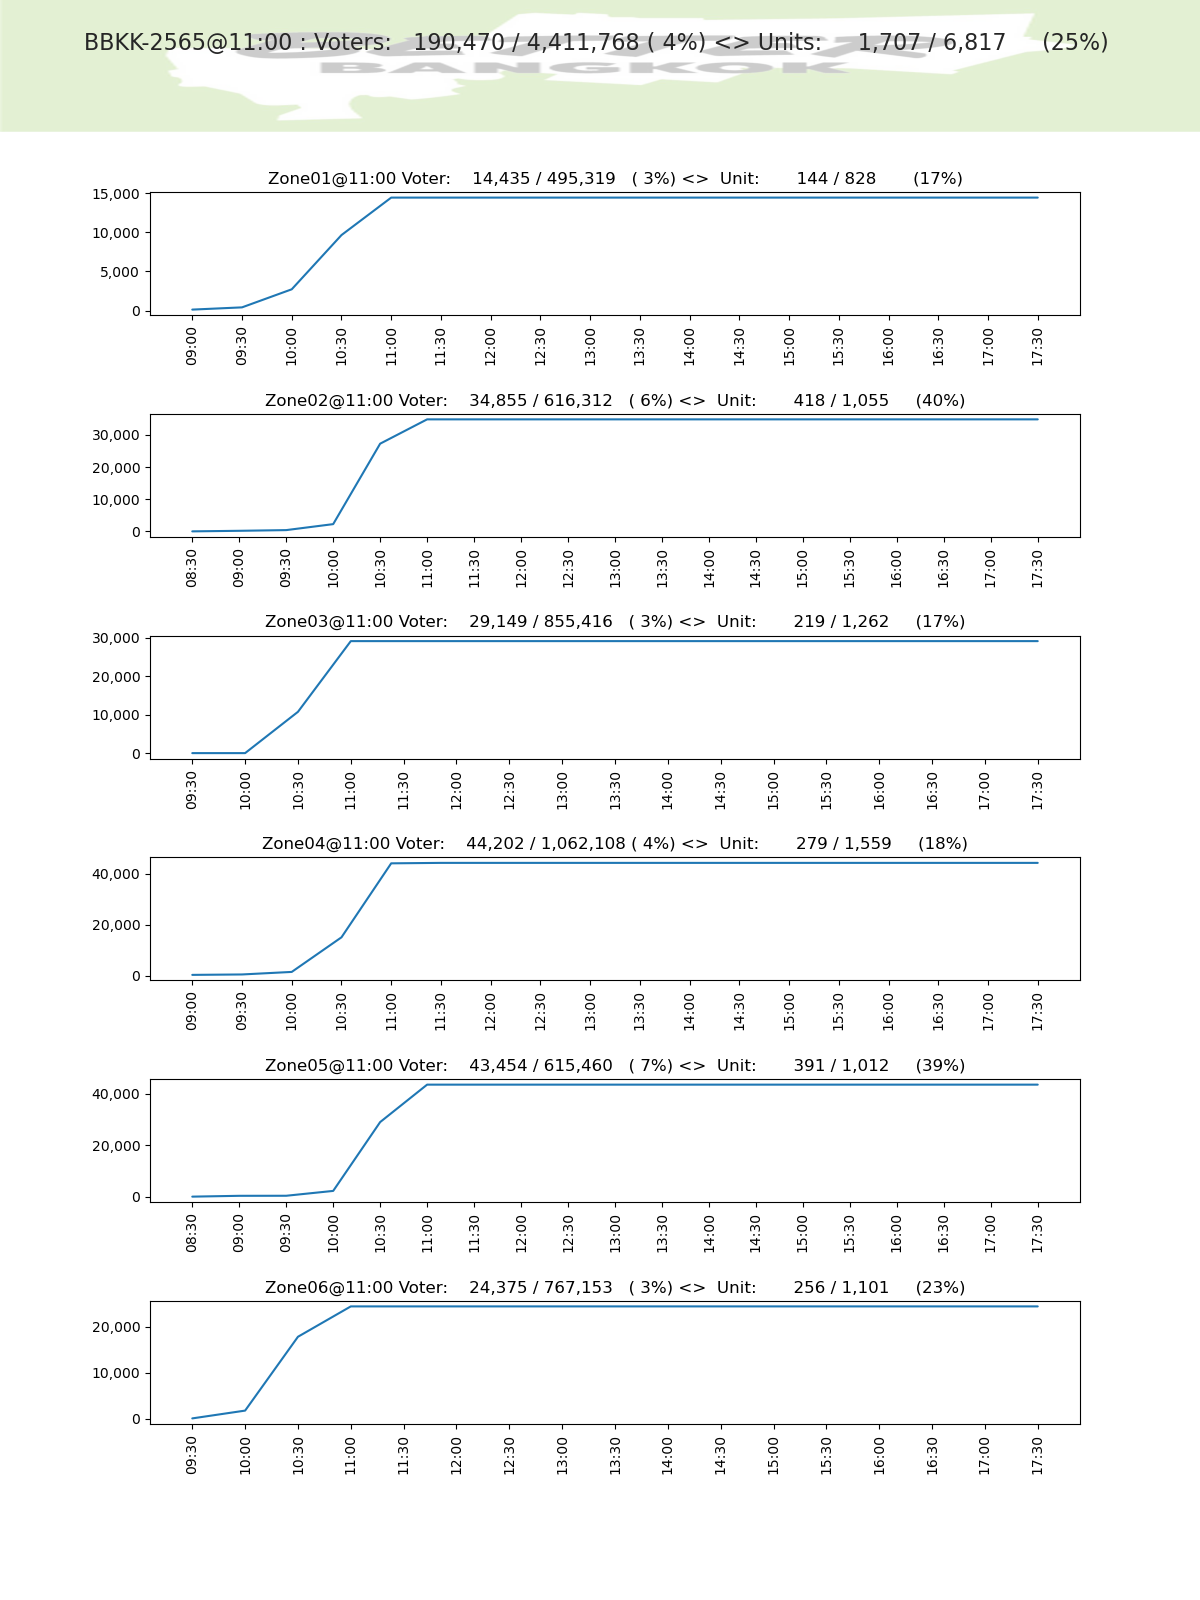 BBKK-2565@11:00 : Voters: 190,470 / 4,411,768 ( 4%) <> Units: 1,707 / 6,817 (25%)
BANGKOK
Zone01@11:00 Voter: 14,435 / 495,319 ( 3%) <> Unit: 144 / 828 (17%)
15,000
10,000
5,000
0
09:00 09:30 10:00 10:30 11:00 11:30 12:00 12:30 13:00 13:30 14:00 14:30 15:00 15:30 16:00 16:30 17:00 17:30
Zone02@11:00 Voter: 34,855 / 616,312 ( 6%) <> Unit: 418 / 1,055 (40%)
30,000
20,000
10,000
0
08:30 09:00 09:30 10:00 10:30 11:00 11:30 12:00 12:30 13:00 13:30 14:00 14:30 15:00 15:30 16:00 16:30 17:00 17:30
Zone03@11:00 Voter: 29,149 / 855,416 ( 3%) <> Unit: 219 / 1,262 (17%)
30,000
20,000
10,000
0
09:30 10:00 10:30 11:00 11:30 12:00 12:30 13:00 13:30 14:00 14:30 15:00 15:30 16:00 16:30 17:00 17:30
Zone04@11:00 Voter: 44,202 / 1,062,108 ( 4%) <> Unit: 279 / 1,559 (18%)
40,000
20,000
0
09:00 09:30 10:00 10:30 11:00 11:30 12:00 12:30 13:00 13:30 14:00 14:30 15:00 15:30 16:00 16:30 17:00 17:30
Zone05@11:00 Voter: 43,454 / 615,460 ( 7%) <> Unit: 391 / 1,012 (39%)
40,000
20,000
0
08:30 09:00 09:30 10:00 10:30 11:00 11:30 12:00 12:30 13:00 13:30 14:00 14:30 15:00 15:30 16:00 16:30 17:00 17:30
Zone06@11:00 Voter: 24,375 / 767,153 ( 3%) <> Unit: 256 / 1,101 (23%)
20,000
10,000
0
09:30 10:00 10:30 11:00 11:30 12:00 12:30 13:00 13:30 14:00 14:30 15:00 15:30 16:00 16:30 17:00 17:30